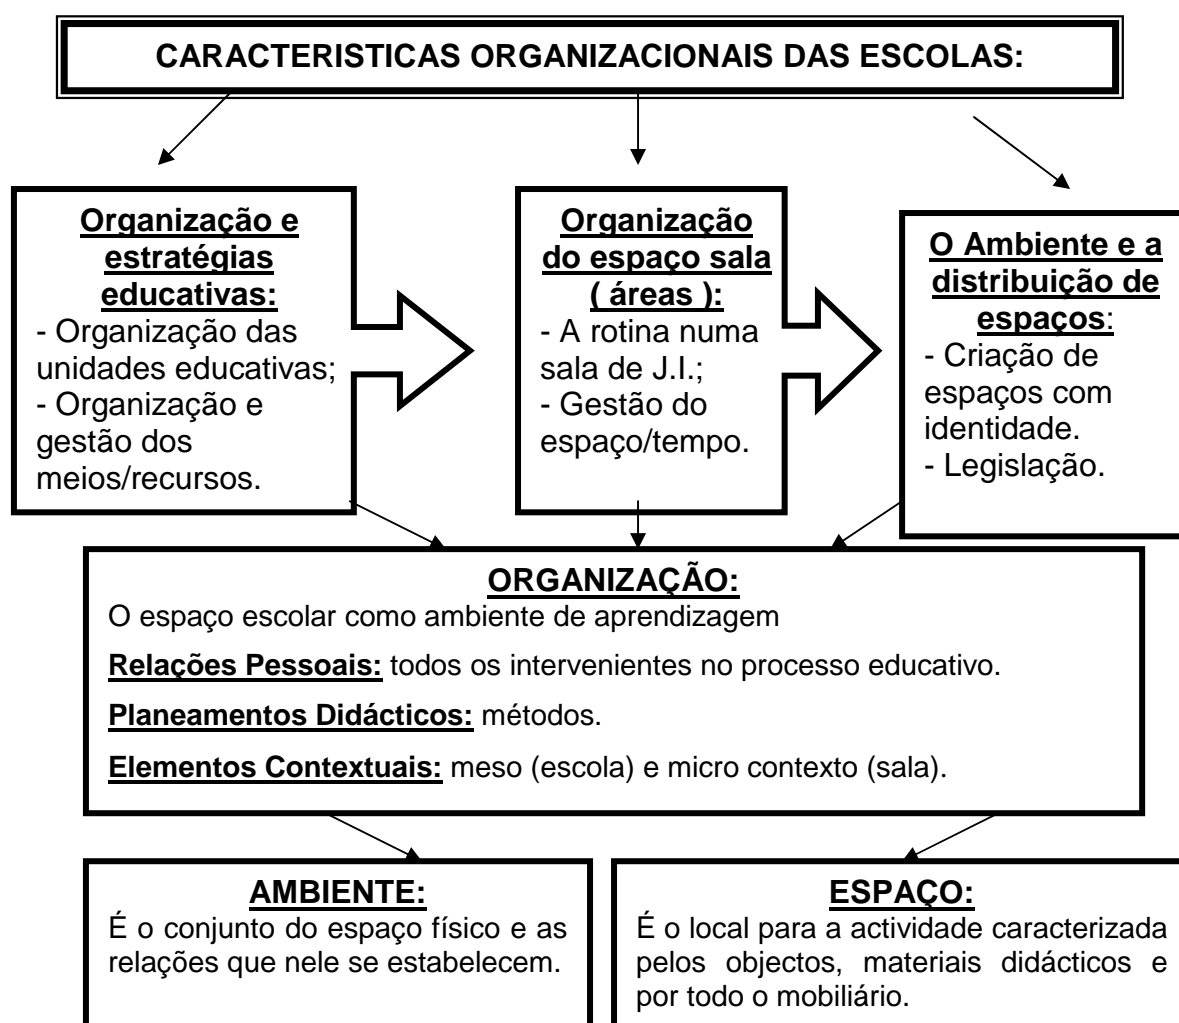 CARACTERISTICAS ORGANIZACIONAIS DAS ESCOLAS:
Organização e
estratégias
educativas:
- Organização das
unidades educativas;
- Organização e
gestão dos
meios/recursos.
Organização
do espaço sala
( áreas ):
- A rotina numa
sala de J.I.;
- Gestão do
espaço/tempo.
O Ambiente e a
distribuição de
espaços:
- Criação de
espaços com
identidade.
- Legislação.
ORGANIZAÇÃO:
O espaço escolar como ambiente de aprendizagem
Relações Pessoais: todos os intervenientes no processo educativo.
Planeamentos Didácticos: métodos.
Elementos Contextuais: meso (escola) e micro contexto (sala).
AMBIENTE:
É o conjunto do espaço físico e as
relações que nele se estabelecem.
ESPAÇO:
É o local para a actividade caracterizada
pelos objectos, materiais didácticos e
por todo o mobiliário.